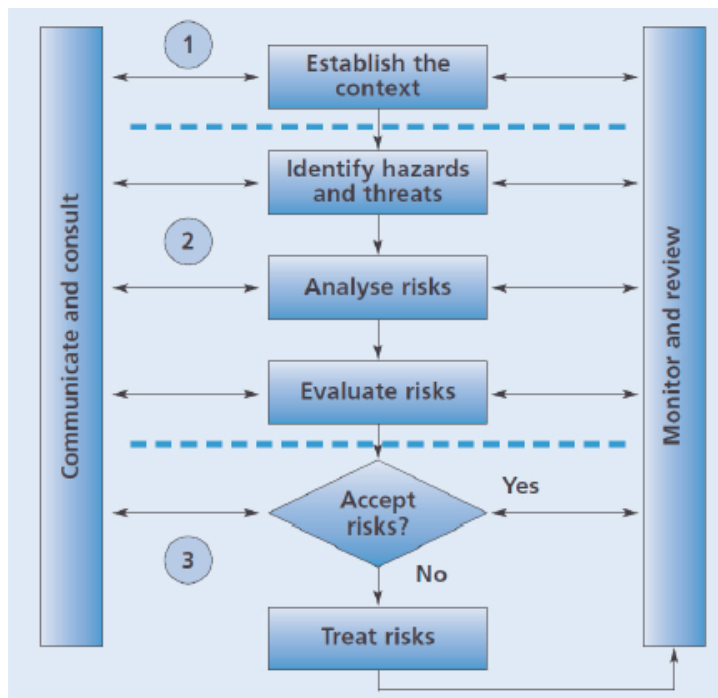 1
Establish the
context
Identify hazards
and threats
2
Analyse risks
Evaluate risks
Accept
risks?
Yes
No
3
Treat risks
Communicate and consult
Monitor and review